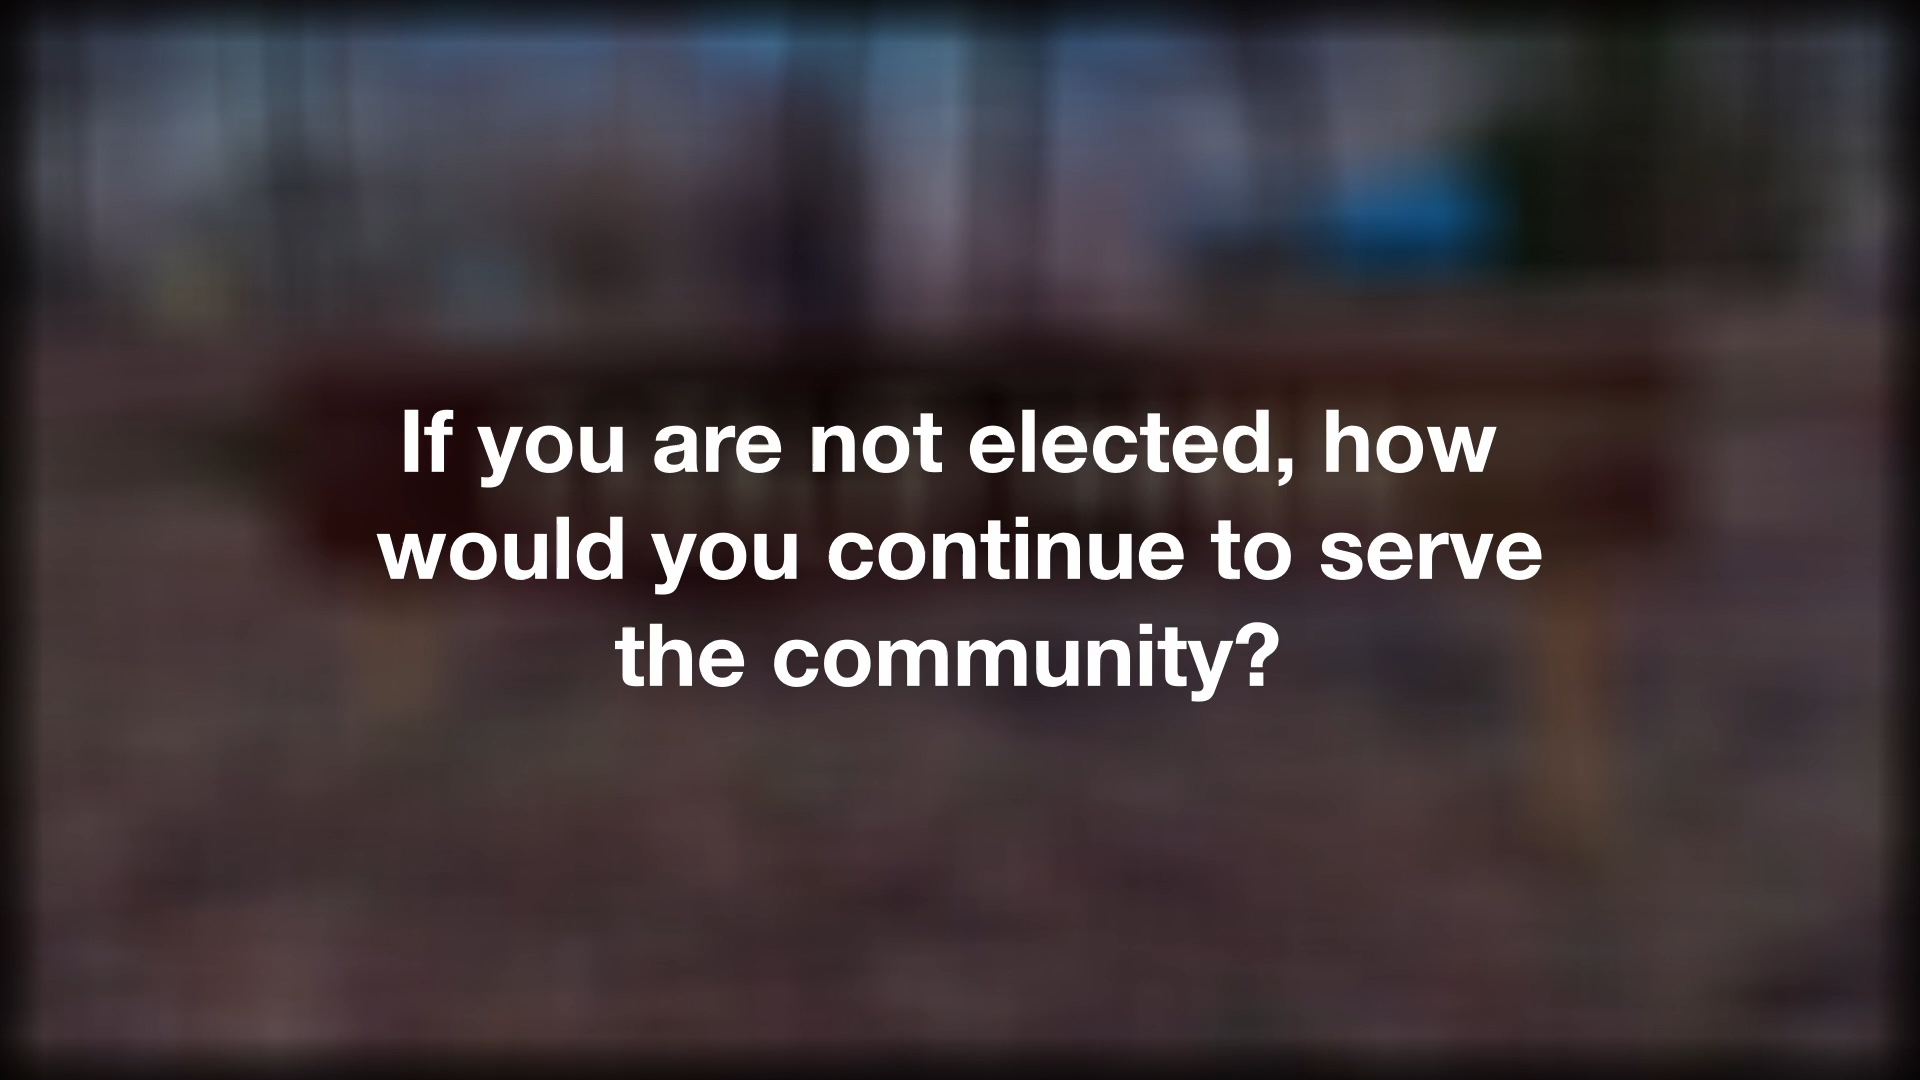 If you are not elected, how
would you continue to serve
the community?